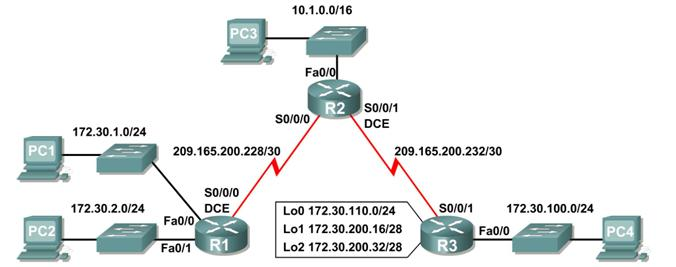 10.1.0.0/16
PC3
Fa0/0
R2
S0/0/0
S0/0/1
DCE
172.30.1.0/24
PC1
209.165.200.228/30
209.165.200.232/30
S0/0/0
DCE
172.30.2.0/24
Fa0/0
PC2
Fa0/1
R1
Lo0 172.30.110.0/24
Lo1 172.30.200.16/28
Lo2 172.30.200.32/28
S0/0/1
R3
Fa0/0
172.30.100.0/24
PC4